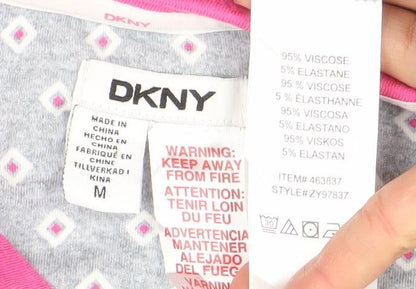 DKNY
DKNY
MADE IN
CHINA
HECHO EN
CHINA
FABRIQUÉ EN
CHINE
TILLVERKAD I
KINA
M
WARNING:
KEEP AWAY
FROM FIRE
ATTENTION:
TENIR LOIN
DU FEU
ADVERTENCIA
MANTENER
ALEJADO
DEL FUEGO
VARNING
95% VISCOSE
5% ELASTANE
95 % VISCOSE
5 % ÉLASTHANNE
95% VISCOSA
5% ELASTANO
95% VISKOS
5% ELASTAN
ITEM# 463837
STYLE# ZY97837